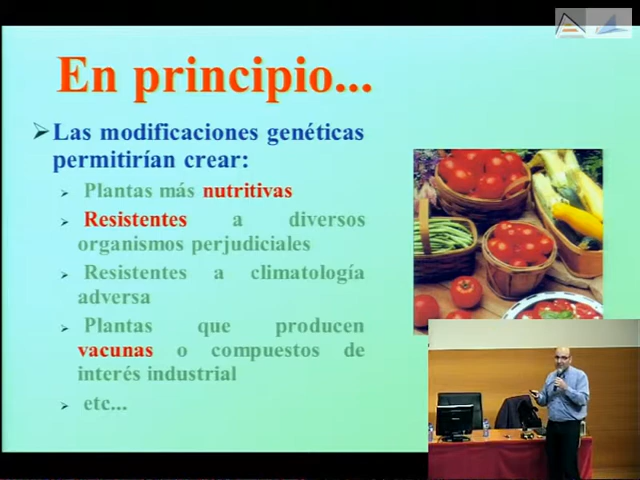 En principio...
Las modificaciones genéticas
permitirían crear:
Plantas más nutritivas
Resistentes a diversos
organismos perjudiciales
Resistentes a climatología
adversa
Plantas que producen
vacunas o compuestos de
interés industrial
etc...